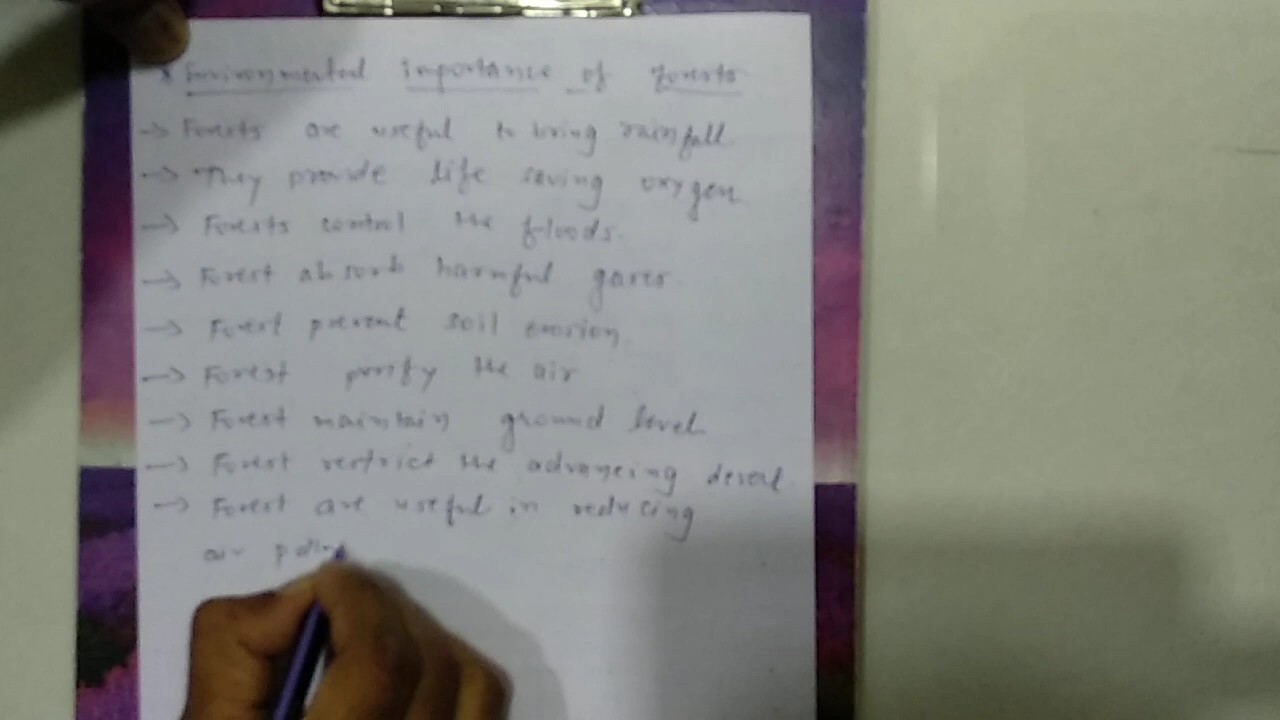 * Environmental importance of forests
→ Forests are useful to bring rainfall.
→ They provide life saving oxygen
→ Forests control the floods.
→ Forest absorb harmful gases
→ Forest prevent soil erosion.
→ Forest purify the air
→ Forest maintain ground level
→ Forest restrict the advancing desert
→ Forest are useful in reducing
air